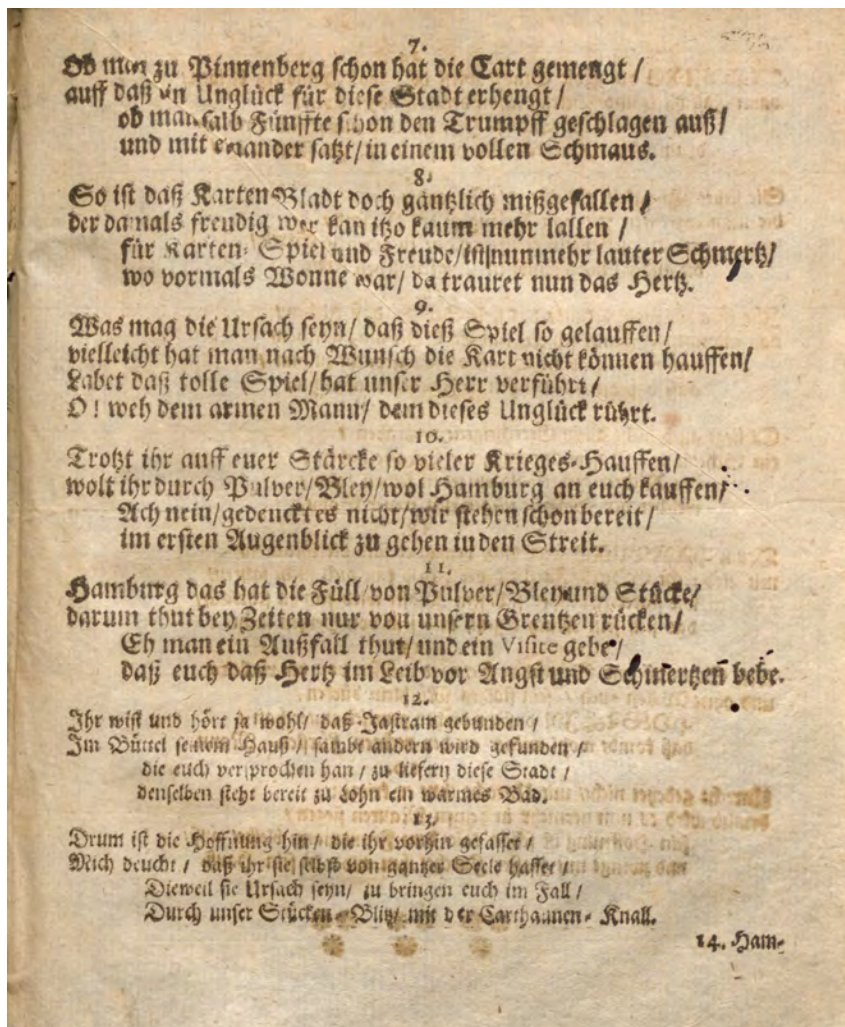 7.
Ob man zu Pinnenberg schon hat die Cart gemengt /
auff daß ein Unglück für diese Stadt erhengt /
ob man salb Fünffte schon den Trumpff geschlagen auß/
und mit einander satzt/ in einem vollen Schmaus.
8.
So ist daß Karten-Bladt doch gäntzlich mißgefallen /
der damals freudig wer kan itzo kaum mehr lallen /
für Karten-Spiel und Freude/ ist nunmehr lauter Schmertz/
wo vormals Wonne war/ da trauret nun das Hertz.
9.
Was mag die Ursach seyn/ daß dieß Spiel so gelauffen/
vielleicht hat man nach Wunsch die Kart nicht können hauffen/
Labet daß tolle Spiel/ hat unser Herr verführt/
O! weh dem armen Mann/ dem dieses Unglück rührt.
10.
Trotzt ihr auff euer Stärcke so vieler Krieges-Hauffen/
wolt ihr durch Pulver/ Bley/ wol Hamburg an euch kauffen/
Ach nein/ gedenckt es nicht/ wir stehen schon bereit/
im ersten Augenblick zu gehen in den Streit.
11.
Hamburg das hat die Füll von Pulver/ Bley und Stücke/
darum thut bey Zeiten nur von unsern Grentzen rücken/
Eh man ein Außfall thut/ und ein Visite gebe/
daß euch daß Hertz im Leib vor Angst und Schmertzen bebe.
12.
Ihr wist und hört ja wohl/ daß Jastram gebunden /
Im Büttel seinem Hauß / sambt andern wird gefunden /
die euch versprochen han / zu liefern diese Stadt /
denselben steht bereit zu Lohn ein warmes Bad.
13.
Drum ist die Hoffnung hin / die ihr vorhin gefasset /
Mich deucht / daß ihr sie selbst von gantzer Seele hasset /
Dieweil sie Ursach seyn/ zu bringen euch im Fall /
Durch unser Stücken-Blitz/ mit der Carthaunen-Knall.
14. Ham-